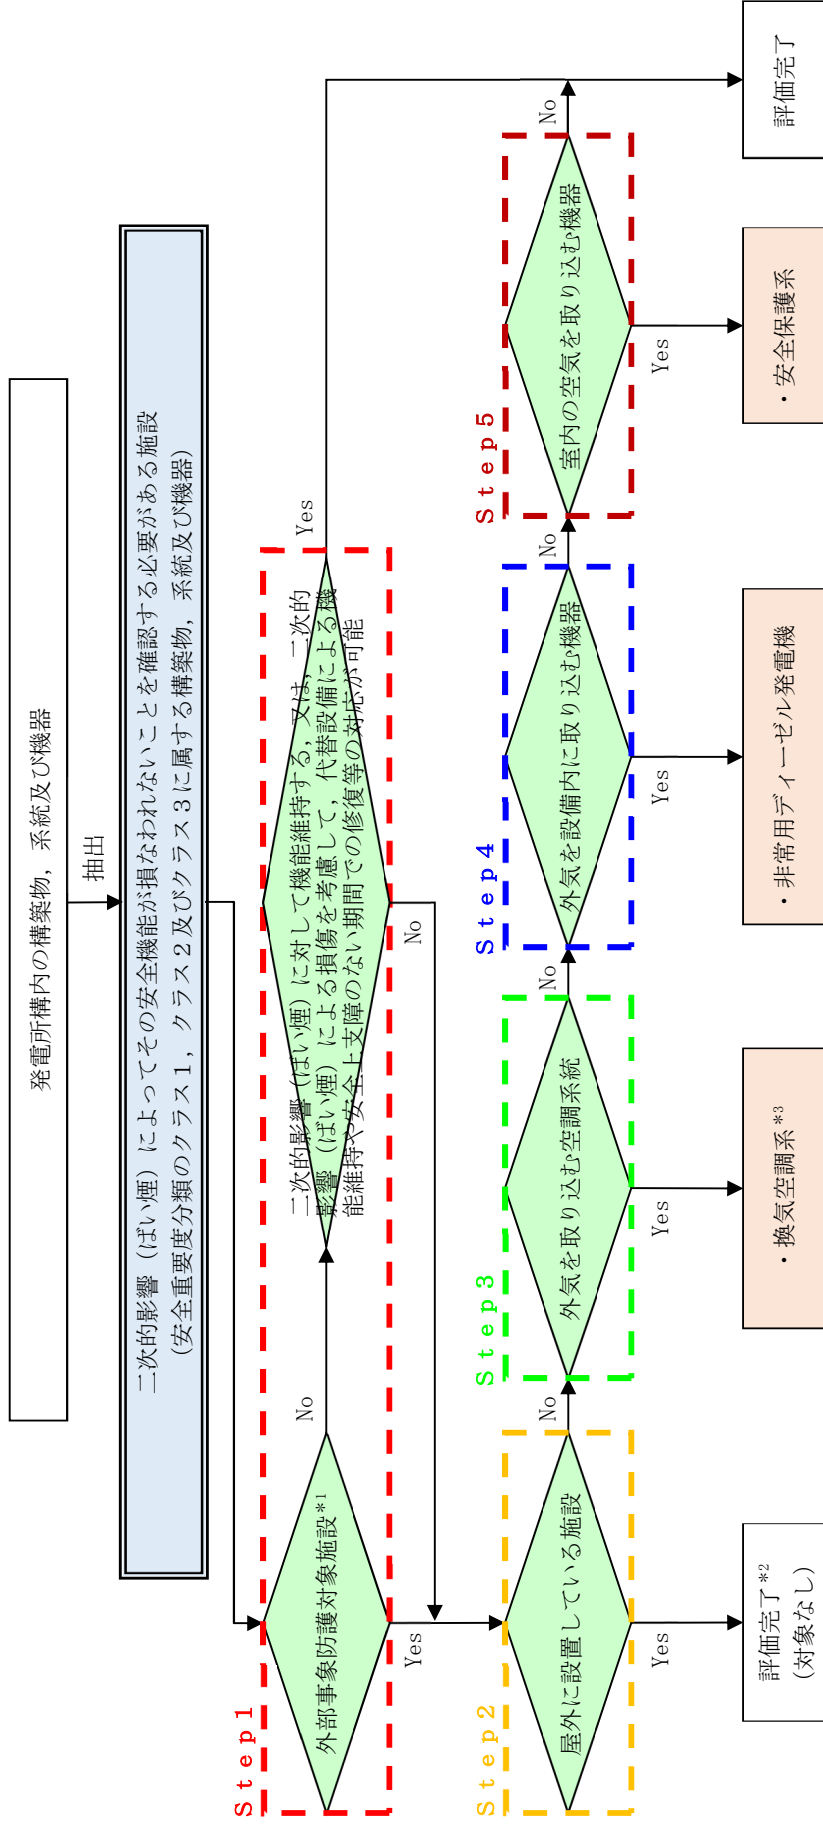 発電所構内の構築物，系統及び機器
抽出
二次的影響（ばい煙）によってその安全機能が損なわれないことを確認する必要がある施設
（安全重要度分類のクラス１，クラス２及びクラス３に属する構築物，系統及び機器）
Ｓｔｅｐ１
外部事象防護対象施設*1
No
二次的影響（ばい煙）に対して機能維持する，又は，二次的
影響（ばい煙）による損傷を考慮して，代替設備による機
能維持や安全上支障のない期間での修復等の対応が可能
Yes
Yes
No
Ｓｔｅｐ２
屋外に設置している施設
No
Ｓｔｅｐ３
外気を取り込む空調系統
No
Ｓｔｅｐ４
外気を設備内に取り込む機器
No
Ｓｔｅｐ５
室内の空気を取り込む機器
No
Yes
Yes
Yes
Yes
評価完了*2
（対象なし）
・換気空調系*3
・非常用ディーゼル発電機
・安全保護系
評価完了